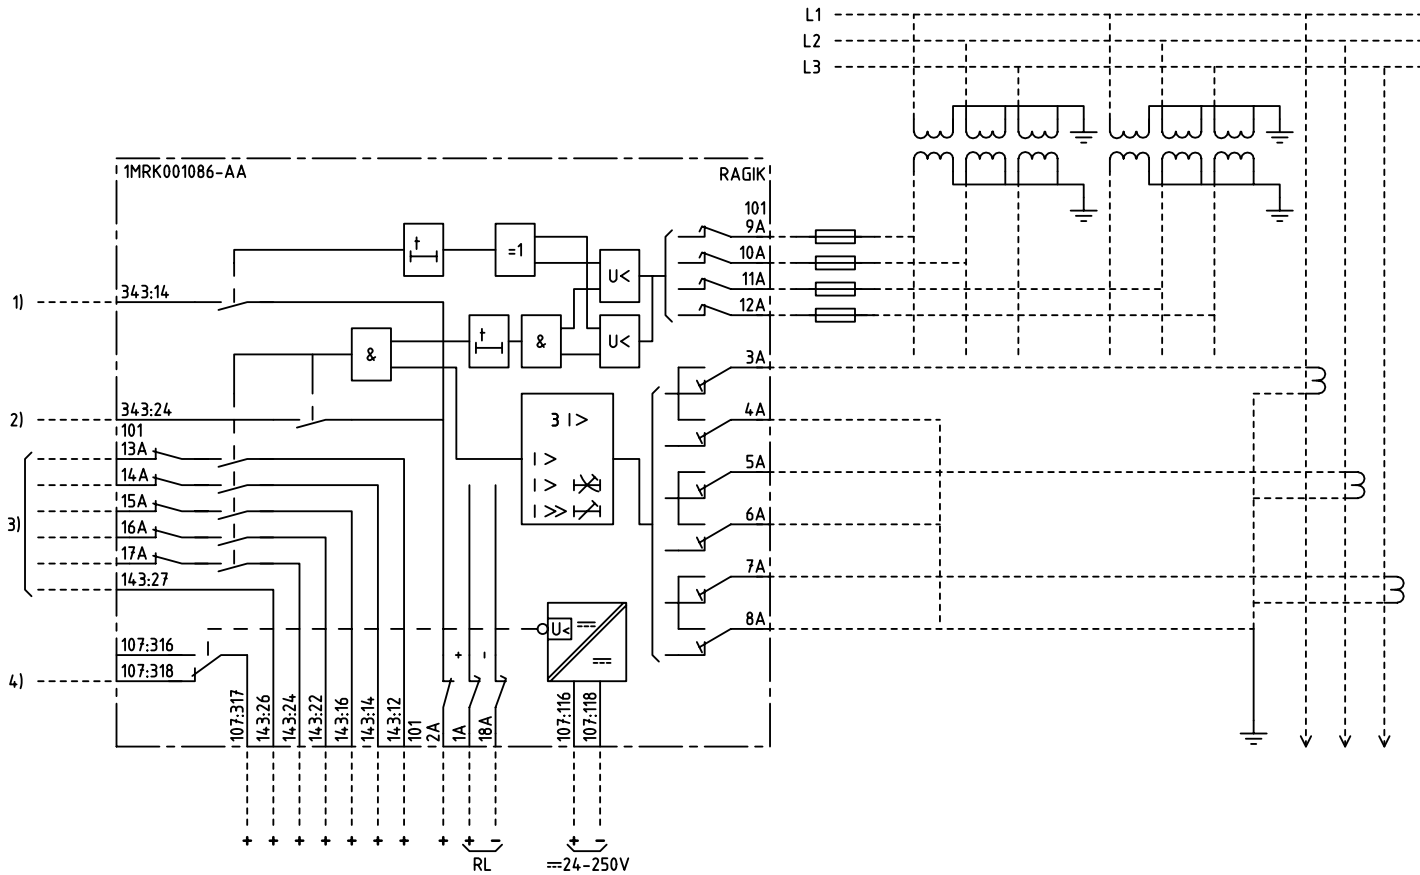 L1
L2
L3
1MRK001086-AA
RAGIK
101
9A
t
=1
10A
U<
11A
1)
343:14
12A
t
&
U<
&
3A
343:24
3 I>
4A
2)
101
13A
I>
5A
14A
I>
3)
15A
I>>
6A
16A
17A
7A
143:27
U<
8A
107:316
+
-
107:318
4)
107:317
143:26
143:24
143:22
143:16
143:14
143:12
101
2A
1A
18A
107:116
107:118
+ + + + + + + + + - + -
RL
⎓24-250V